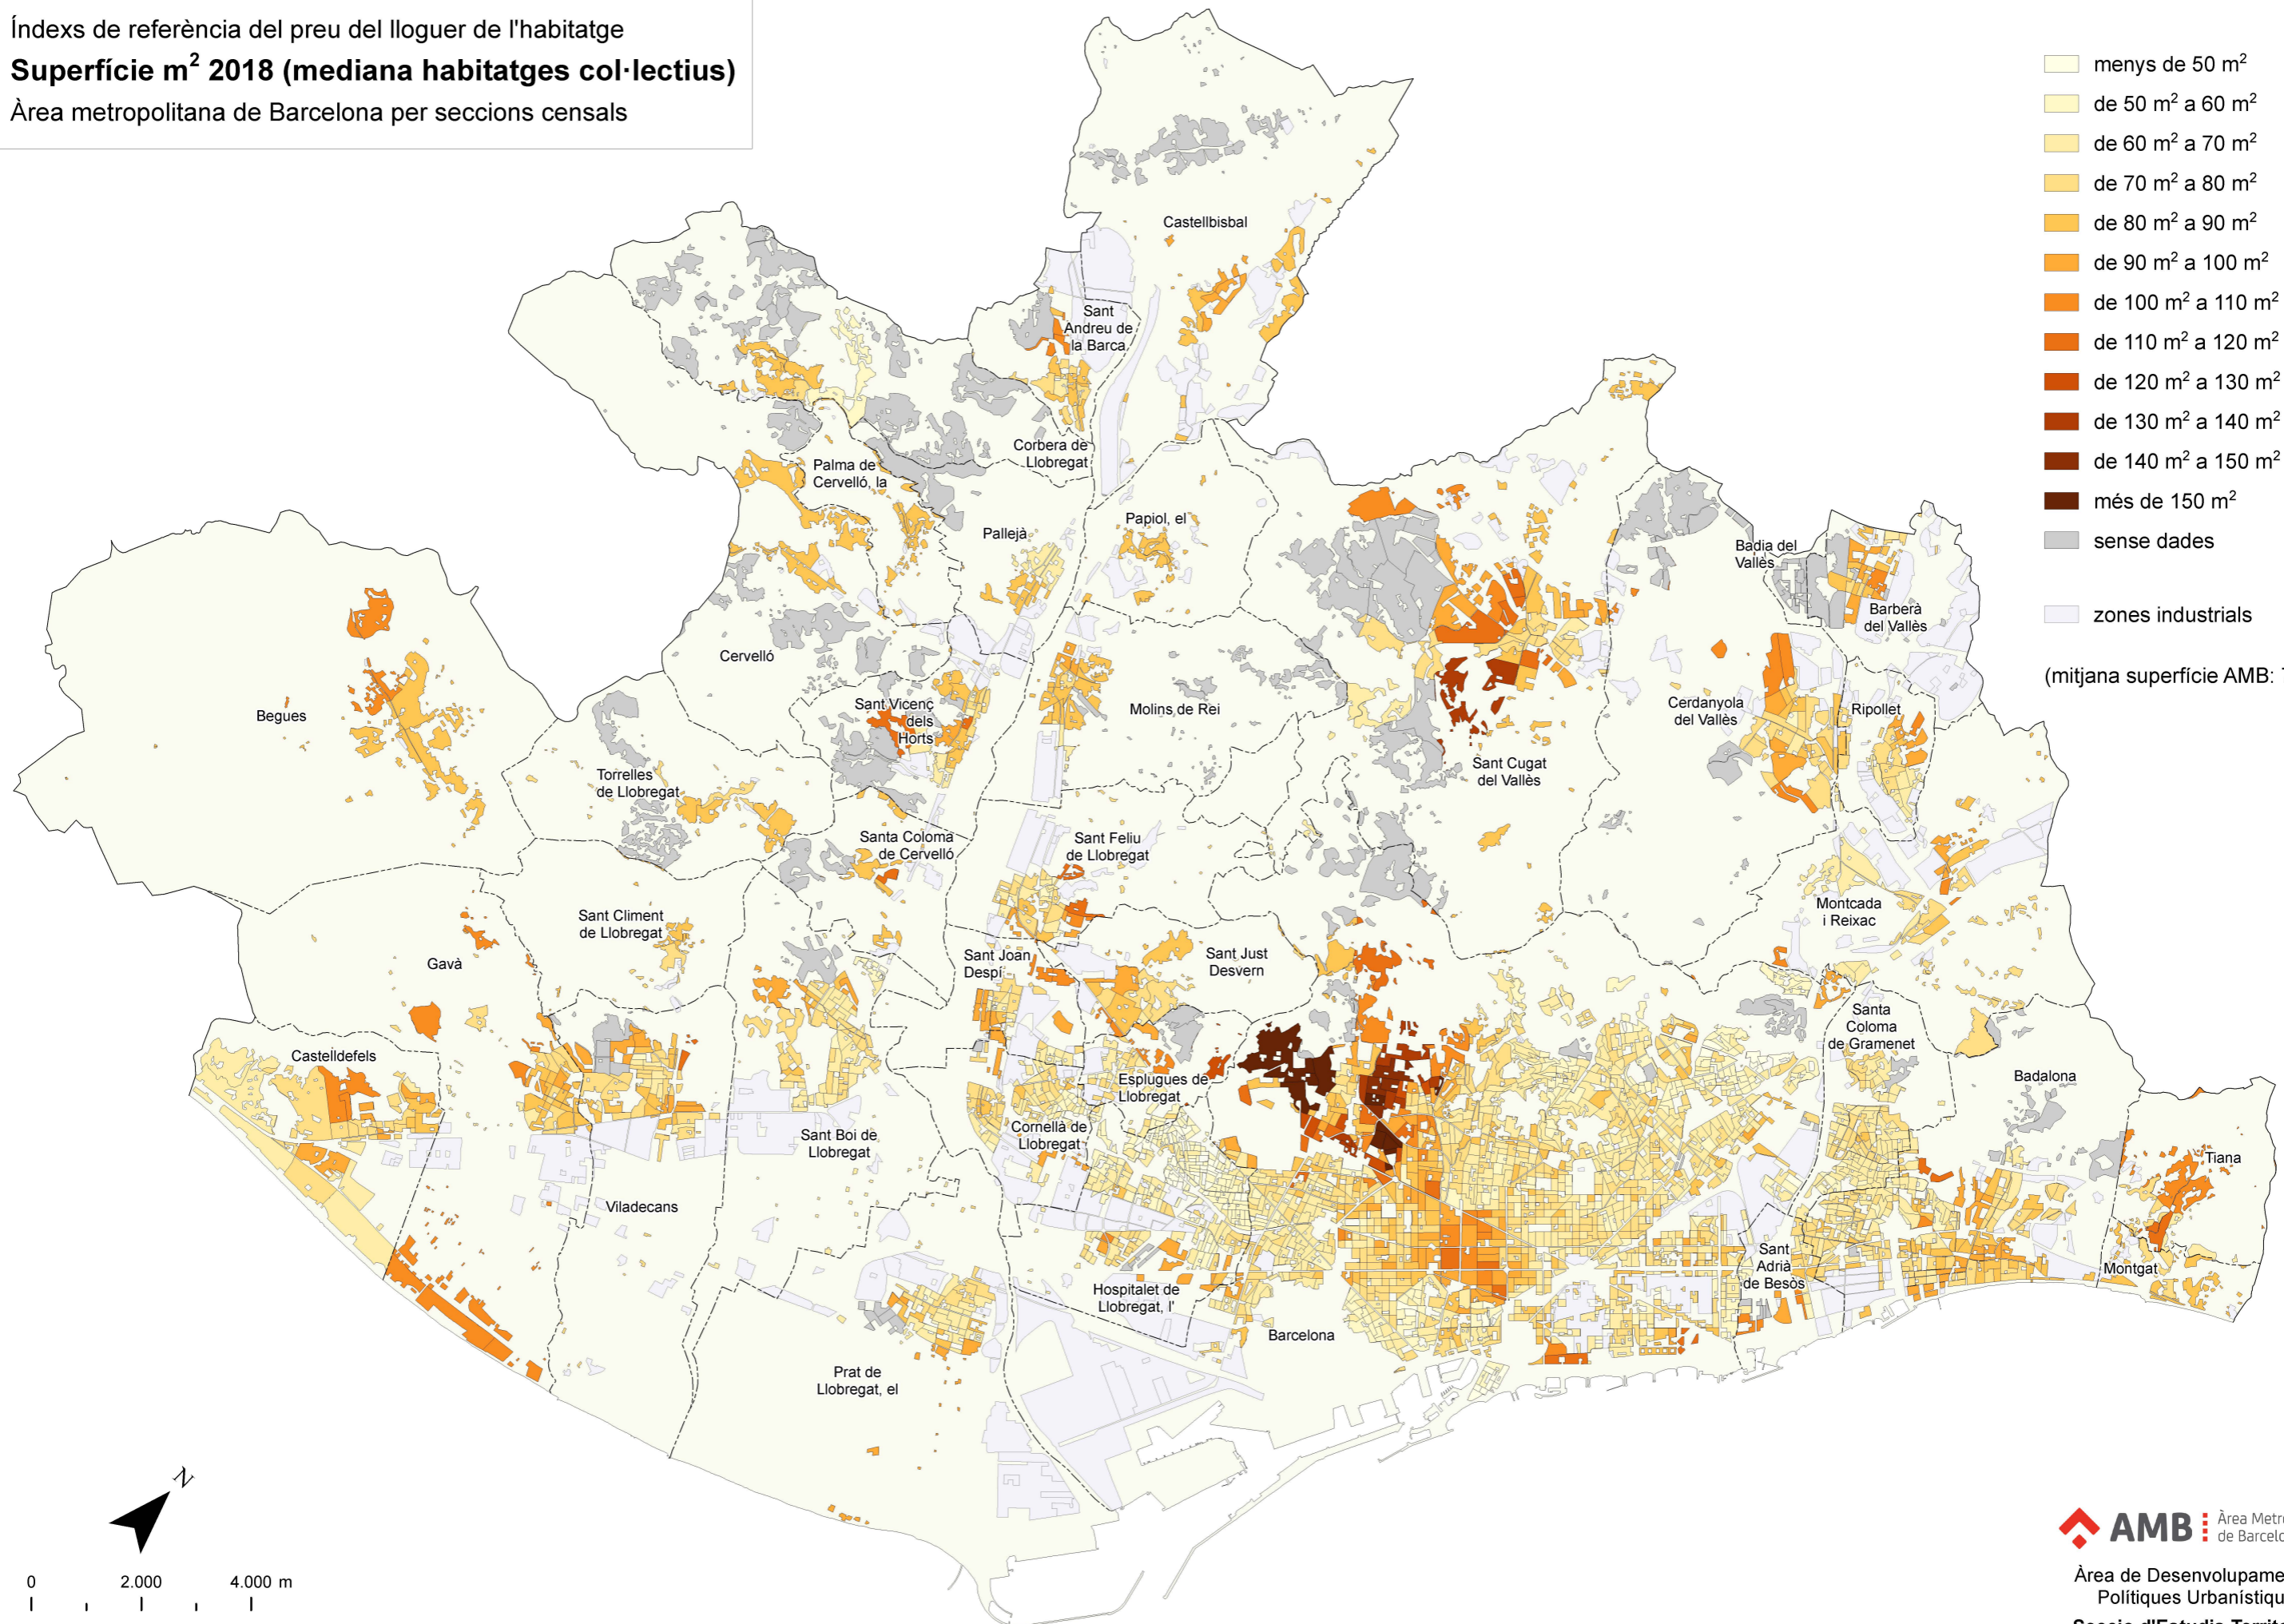 Índexs de referència del preu del lloguer de l'habitatge
Superfície m² 2018 (mediana habitatges col·lectius)
Àrea metropolitana de Barcelona per seccions censals
menys de 50 m²
de 50 m² a 60 m²
de 60 m² a 70 m²
de 70 m² a 80 m²
de 80 m² a 90 m²
de 90 m² a 100 m²
de 100 m² a 110 m²
de 110 m² a 120 m²
de 120 m² a 130 m²
de 130 m² a 140 m²
de 140 m² a 150 m²
més de 150 m²
sense dades
zones industrials
(mitjana superfície AMB:
Castellbisbal
Sant
Andreu de
la Barca
Corbera de
Llobregat
Palma de
Cervelló, la
Pallejà
Papiol, el
Badia del
Vallès
Barberà
del Vallès
Cervelló
Begues
Sant Vicenç
dels
Horts
Molins de Rei
Cerdanyola
del Vallès
Ripollet
Sant Cugat
del Vallès
Torrelles
de Llobregat
Santa Coloma
de Cervelló
Sant Feliu
de Llobregat
Montcada
i Reixac
Sant Climent
de Llobregat
Gavà
Sant Joan
Despí
Sant Just
Desvern
Santa
Coloma
de Gramenet
Castelldefels
Badalona
Esplugues de
Llobregat
Cornellà de
Llobregat
Sant Boi de
Llobregat
Tiana
Viladecans
Sant
Adrià
de Besòs
Montgat
Hospitalet de
Llobregat, l'
Barcelona
Prat de
Llobregat, el
N
0 2.000 4.000 m
AMB
Àrea
de
Àrea de
Polítiques